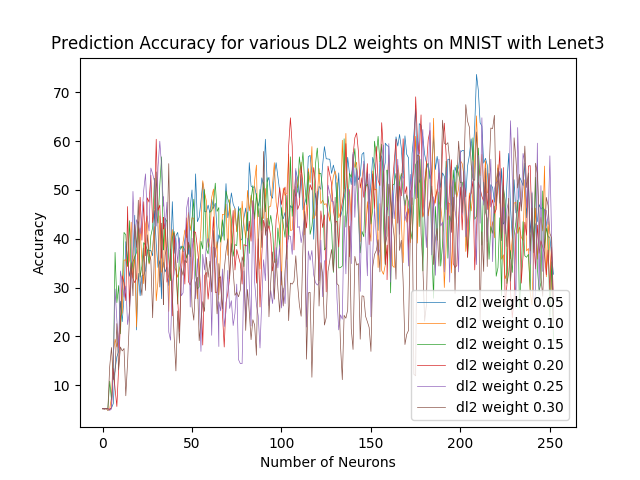 Prediction Accuracy for various DL2 weights on MNIST with Lenet3
Accuracy
70
60
50
40
30
20
10
dl2 weight 0.05
dl2 weight 0.10
dl2 weight 0.15
dl2 weight 0.20
dl2 weight 0.25
dl2 weight 0.30
0 50 100 150 200 250
Number of Neurons